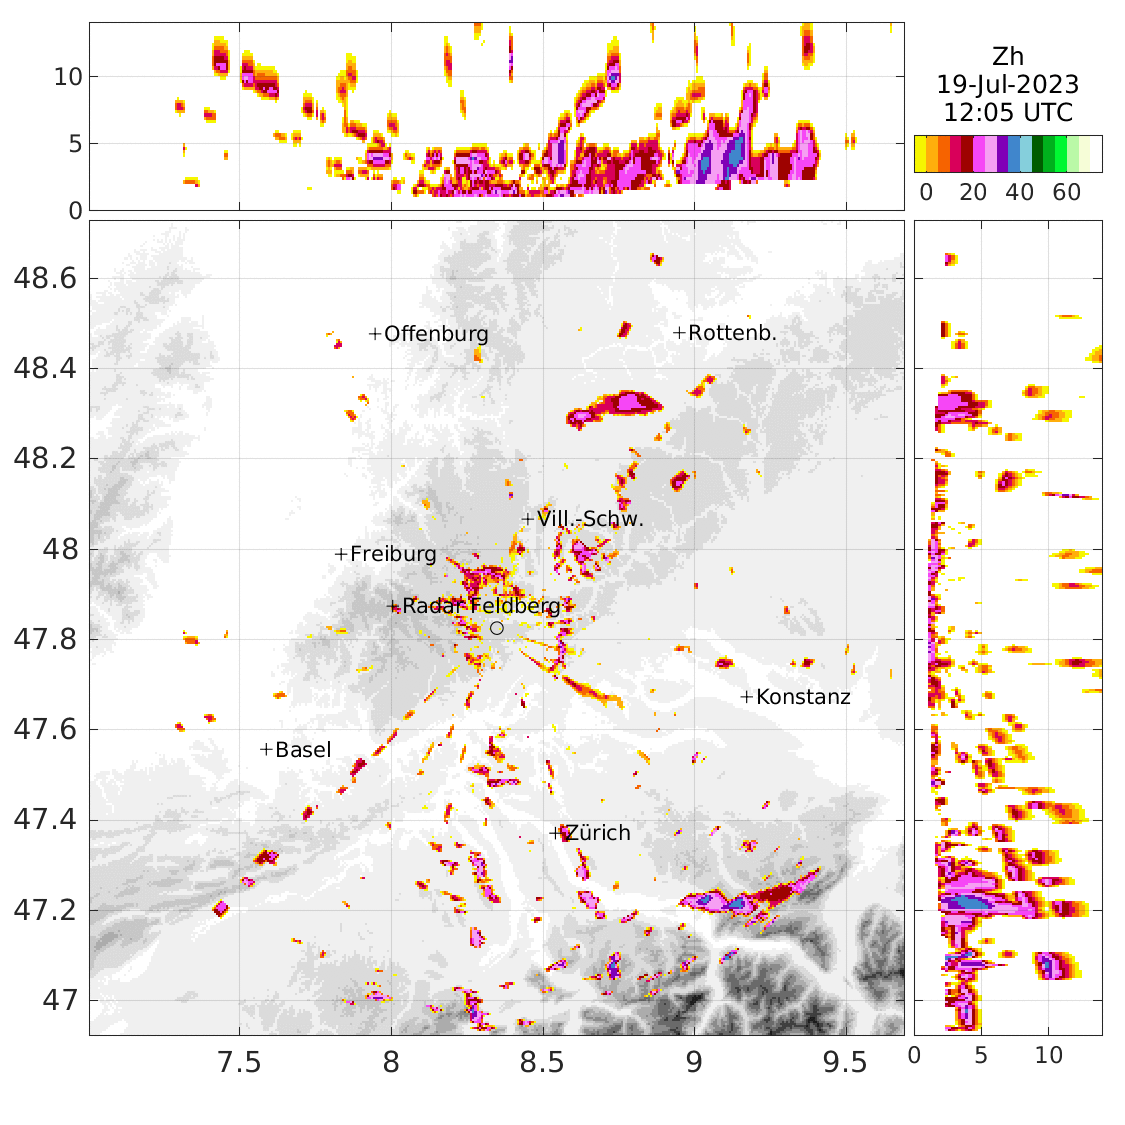 10
5
0
Zh
19-Jul-2023
12:05 UTC
0 20 40 60
48.6
48.4
48.2
48
47.8
47.6
47.4
47.2
47
+Offenburg
+Rottenb.
+Vill.-Schw.
+Freiburg
+Radar Feldberg
+Konstanz
+Basel
+Zürich
7.5 8 8.5 9 9.5
0 5 10